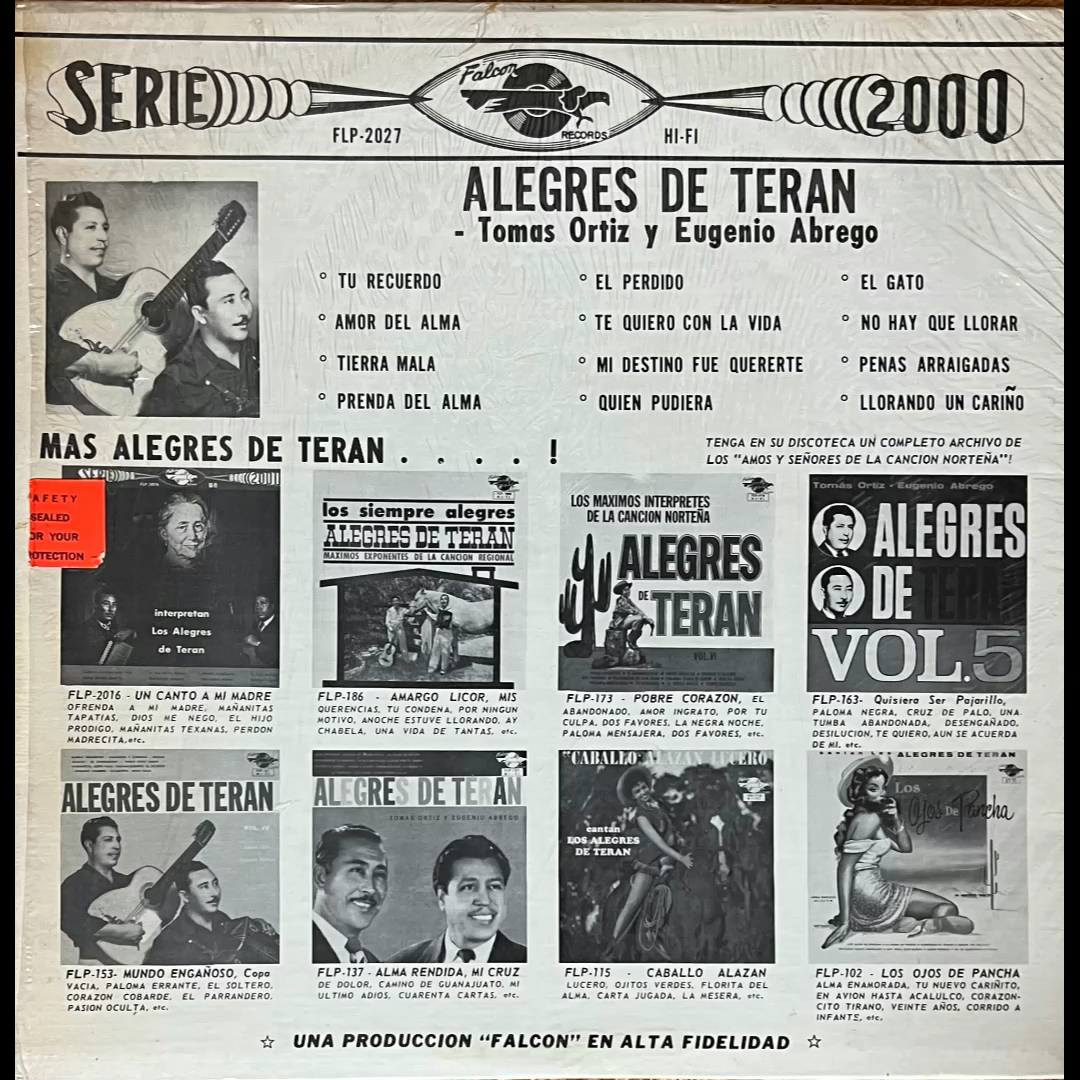 SERIE
2000
Falcon
RECORDS
FLP-2027
HI-FI
ALEGRES DE TERAN
- Tomas Ortiz y Eugenio Abrego
° TU RECUERDO
° AMOR DEL ALMA
° TIERRA MALA
° PRENDA DEL ALMA
° EL PERDIDO
° TE QUIERO CON LA VIDA
° MI DESTINO FUE QUERERTE
° QUIEN PUDIERA
° EL GATO
° NO HAY QUE LLORAR
° PENAS ARRAIGADAS
° LLORANDO UN CARIÑO
MAS ALEGRES DE TERAN . . . . !
TENGA EN SU DISCOTECA UN COMPLETO ARCHIVO DE
LOS "AMOS Y SEÑORES DE LA CANCION NORTEÑA"!
AFETY
SEALED
OR YOUR
OTECTION -
SERIE 2001
interpretan
Los Alegres
de Teran
FLP-2016 - UN CANTO A MI MADRE
OFRENDA A MI MADRE, MAÑANITAS
TAPATIAS, DIOS ME NEGO, EL HIJO
PRODIGO, MAÑANITAS TEXANAS, PERDON
MADRECITA, etc.
los siempre alegres
ALEGRES DE TERAN
MAXIMOS EXPONENTES DE LA CANCION REGIONAL
FLP-186 - AMARGO LICOR, MIS
QUERENCIAS, TU CONDENA, POR NINGUN
MOTIVO, ANOCHE ESTUVE LLORANDO, AY
CHABELA, UNA VIDA DE TANTAS, etc.
LOS MAXIMOS INTERPRETES
DE LA CANCION NORTEÑA
ALEGRES
DE
TERAN
VOL. VI
FLP-173 - POBRE CORAZON, EL
ABANDONADO, AMOR INGRATO, POR TU
CULPA, DOS FAVORES, LA NEGRA NOCHE,
PALOMA MENSAJERA, DOS FAVORES, etc.
Tomás Ortiz - Eugenio Abrego
ALEGRES
DE TERAN
VOL.5
FLP-163- Quisiera Ser Pajarillo,
PALOMA NEGRA, CRUZ DE PALO, UNA
TUMBA ABANDONADA, DESENGAÑADO,
DESILUCION, TE QUIERO, AUN SE ACUERDA
DE MI, etc.
ALEGRES DE TERAN
VOL. IV
FLP-153- MUNDO ENGAÑOSO, Copa
VACIA, PALOMA ERRANTE, EL SOLTERO,
CORAZON COBARDE, EL PARRANDERO,
PASION OCULTA, etc.
ALEGRES DE TERAN
TOMAS ORTIZ Y EUGENIO ABREGO
FLP-137 - ALMA RENDIDA, MI CRUZ
DE DOLOR, CAMINO DE GUANAJUATO, MI
ULTIMO ADIOS, CUARENTA CARTAS, etc.
"CABALLO ALAZAN LUCERO
cantan
LOS ALEGRES
DE TERAN
FLP-115 - CABALLO ALAZAN
LUCERO, OJITOS VERDES, FLORITA DEL
ALMA, CARTA JUGADA, LA MESERA, etc.
ALEGRES DE TERAN
Los
Ojos De Pancha
FLP-102 - LOS OJOS DE PANCHA
ALMA ENAMORADA, TU NUEVO CARIÑITO,
EN AVION HASTA ACALULCO, CORAZON-
CITO TIRANO, VEINTE AÑOS, CORRIDO A
INFANTE, etc.
☆ UNA PRODUCCION "FALCON" EN ALTA FIDELIDAD ☆